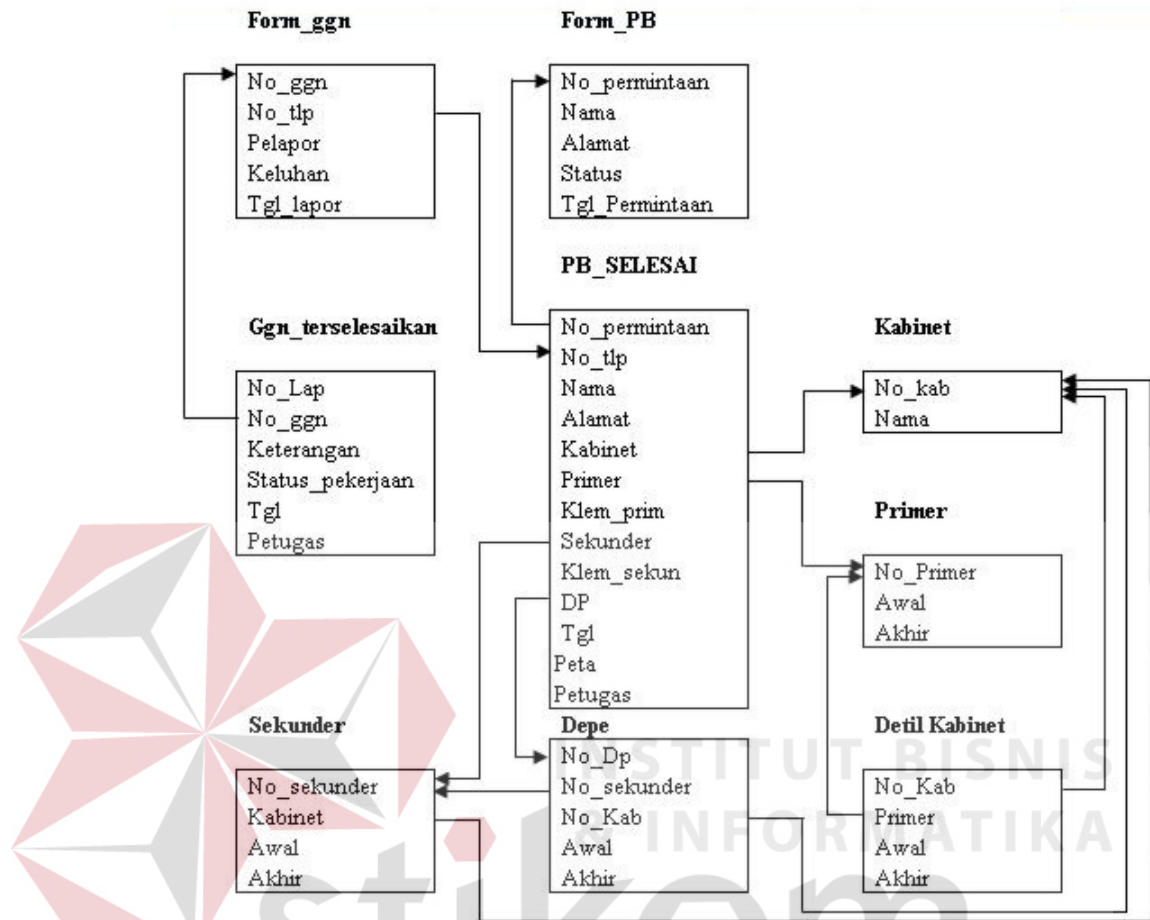 Form_ggn
No_ggn
No_tlp
Pelapor
Keluhan
Tgl_lapor
Form_PB
No_permintaan
Nama
Alamat
Status
Tgl_Permintaan
Ggn_terselesaikan
No_Lap
No_ggn
Keterangan
Status_pekerjaan
Tgl
Petugas
PB_SELESAI
No_permintaan
No_tlp
Nama
Alamat
Kabinet
Primer
Klem_prim
Sekunder
Klem_sekun
DP
Tgl
Peta
Petugas
Kabinet
No_kab
Nama
Primer
No_Primer
Awal
Akhir
Sekunder
No_sekunder
Kabinet
Awal
Akhir
Depe
No_Dp
No_sekunder
No_Kab
Awal
Akhir
Detil Kabinet
No_Kab
Primer
Awal
Akhir
INSTITUT BISNIS
& INFORMATIKA
stikom